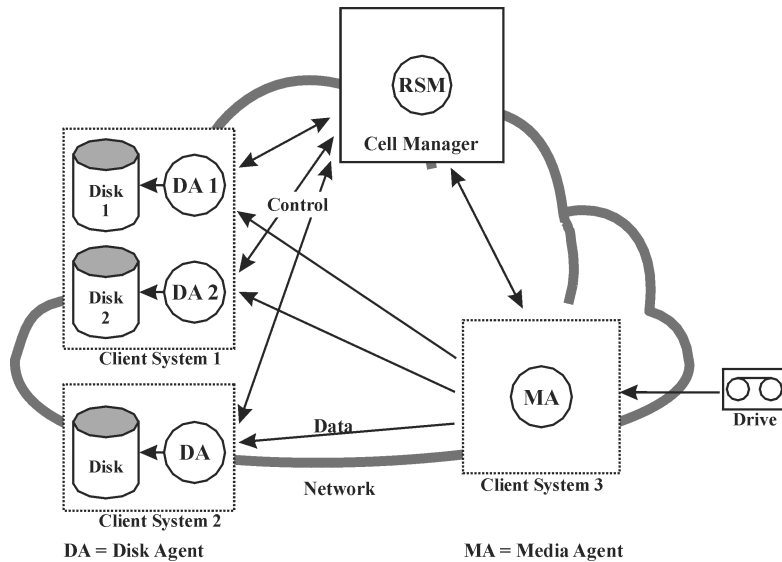 RSM
Cell Manager
Disk
1
DA 1
Control
Disk
2
DA 2
Client System 1
MA
Drive
Data
Disk
DA
Network
Client System 3
Client System 2
DA = Disk Agent
MA = Media Agent